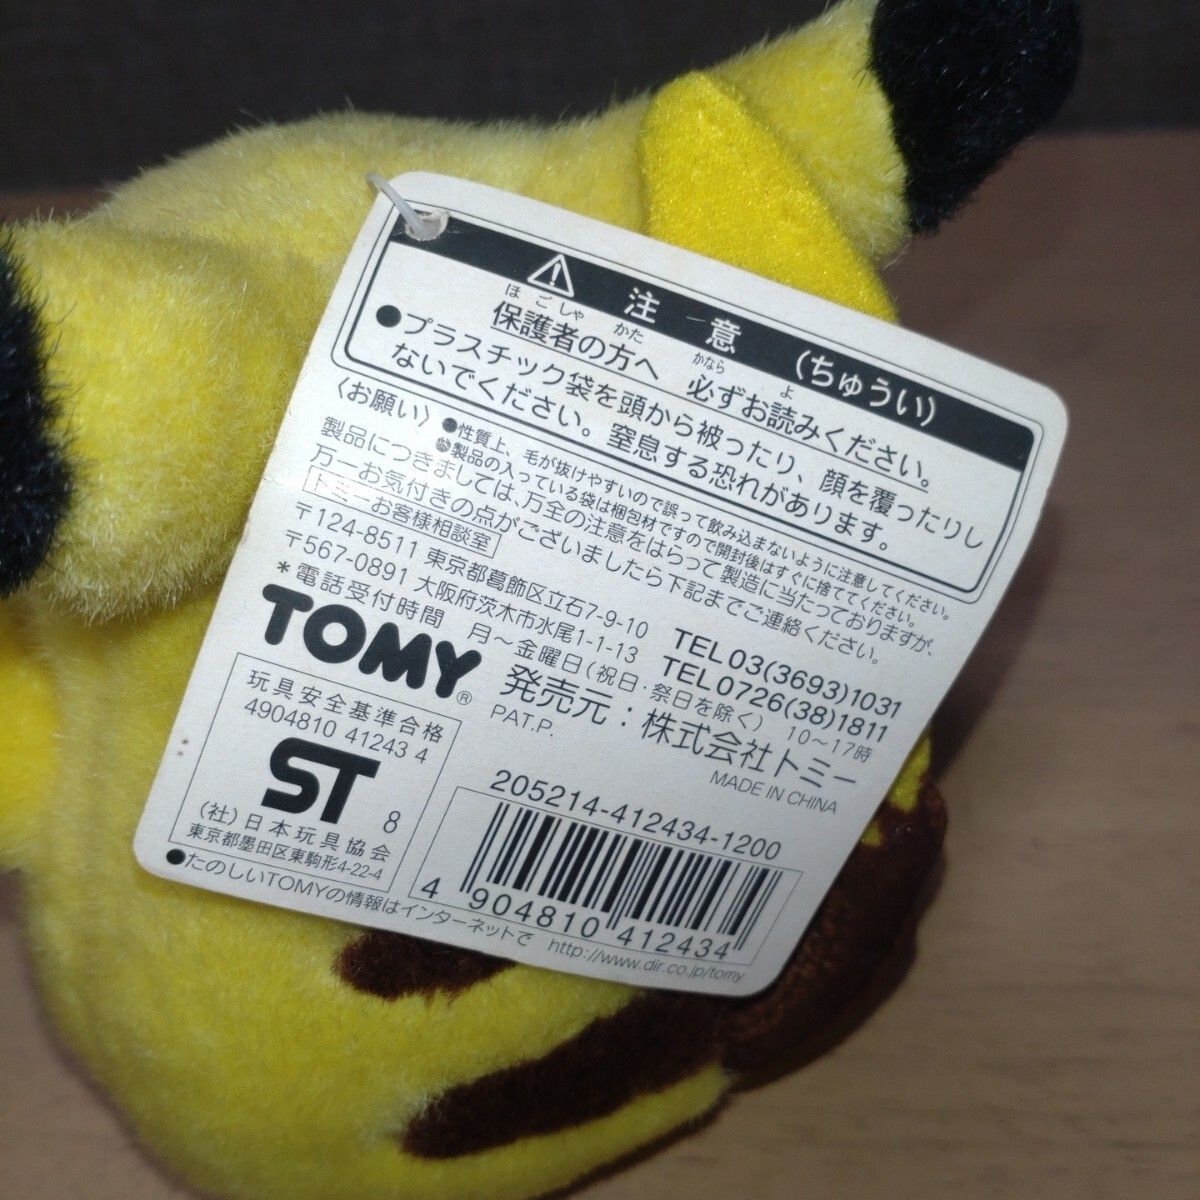 注意 (ちゅうい)
ほごしゃ かた かなら よ
保護者の方へ 必ずお読みください。
●プラスチック袋を頭から被ったり、顔を覆ったりし
ないでください。窒息する恐れがあります。
〈お願い〉 ●性質上、毛が抜けやすいので誤って飲み込まないように注意してください。
●製品の入っている袋は梱包材ですので開封後はすぐに捨ててください。
製品につきましては、万全の注意をはらって製造に当たっておりますが、
万一お気付きの点がございましたら下記までご連絡ください。
トミーお客様相談室
〒124-8511 東京都葛飾区立石7-9-10 TEL 03(3693)1031
〒567-0891 大阪府茨木市水尾1-1-13 TEL 0726(38)1811
*電話受付時間 月～金曜日(祝日・祭日を除く) 10～17時
TOMY® 発売元:株式会社トミー
PAT.P. MADE IN CHINA
玩具安全基準合格
4904810 41243 4
ST 8
(社)日本玩具協会
東京都墨田区東駒形4-22-4
205214-412434-1200
4 904810 412434
●たのしいTOMYの情報はインターネットで http://www.dir.co.jp/tomy